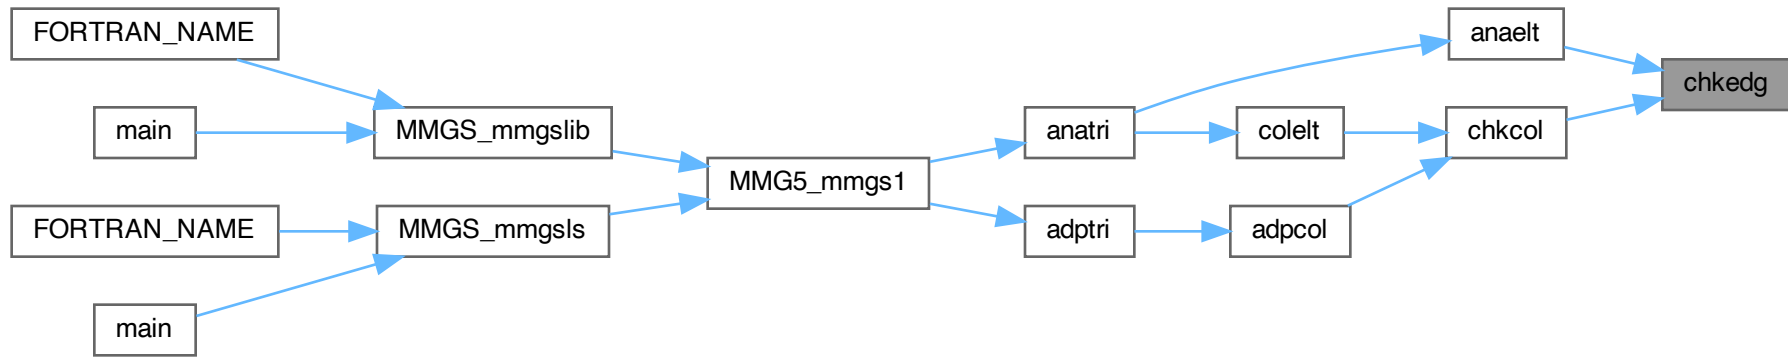 FORTRAN_NAME
main
MMGS_mmgslib
FORTRAN_NAME
MMGS_mmgsls
main
MMG5_mmgs1
anatri
adptri
colelt
adpcol
anaelt
chkcol
chkedg